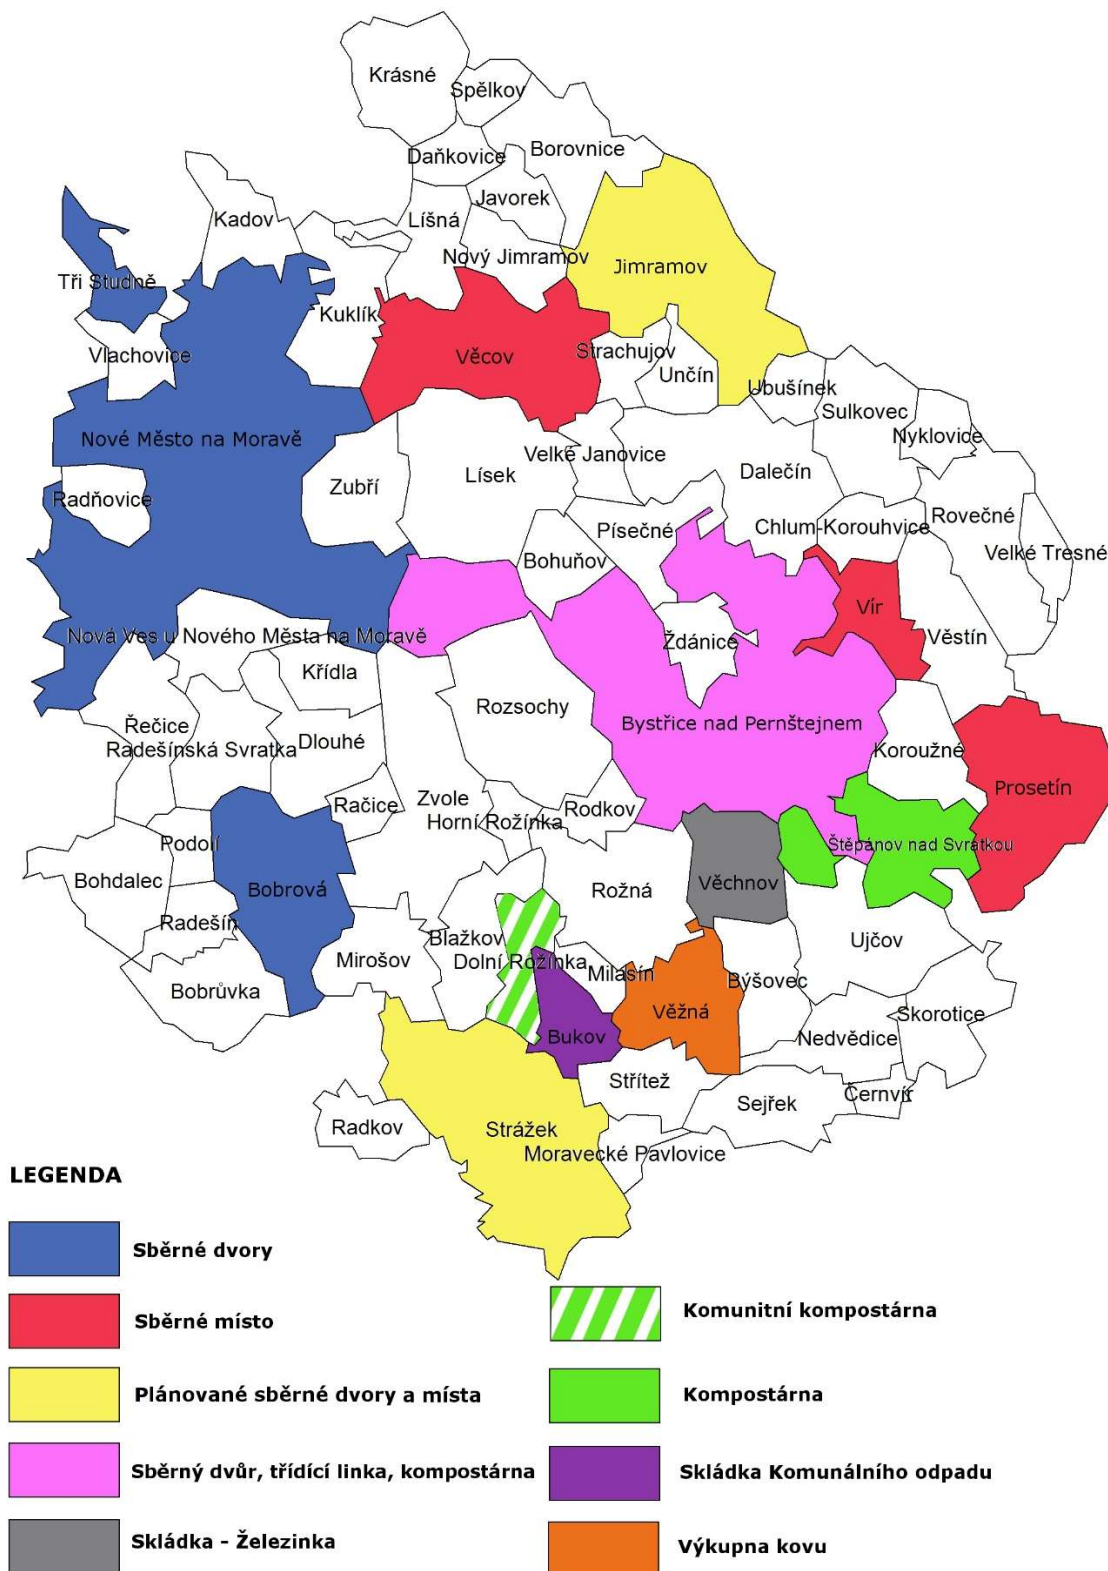 Krásné
Spělkov
Daňkovice
Borovnice
Javorek
Kadov
Líšná
Nový Jimramov
Jimramov
Tři Studně
Kuklík
Vlachovice
Věcov
Strachujov
Unčín
Ubušínek
Sulkovec
Nyklovice
Nové Město na Moravě
Velké Janovice
Dalečín
Radňovice
Zubří
Lísek
Písečné
Chlum-Korouhvice
Rovečné
Velké Tresné
Bohuňov
Vír
Věstín
Nová Ves u Nového Města na Moravě
Ždánice
Křídla
Rozsochy
Bystřice nad Pernštejnem
Řečice
Radešínská Svratka
Dlouhé
Koroužné
Prosetín
Račice
Zvole
Horní Rožínka
Rodkov
Podolí
Štěpánov nad Svratkou
Bohdalec
Bobrová
Rožná
Věchnov
Radešín
Blažkov
Ujčov
Mirošov
Dolní Rožínka
Milasín
Býšovec
Bobrůvka
Věžná
Skorotice
Bukov
Nedvědice
Střítež
Sejřek
Černvír
Radkov
Strážek
Moravecké Pavlovice
LEGENDA
Sběrné dvory
Sběrné místo
Plánované sběrné dvory a místa
Sběrný dvůr, třídící linka, kompostárna
Skládka - Železinka
Komunitní kompostárna
Kompostárna
Skládka Komunálního odpadu
Výkupna kovu